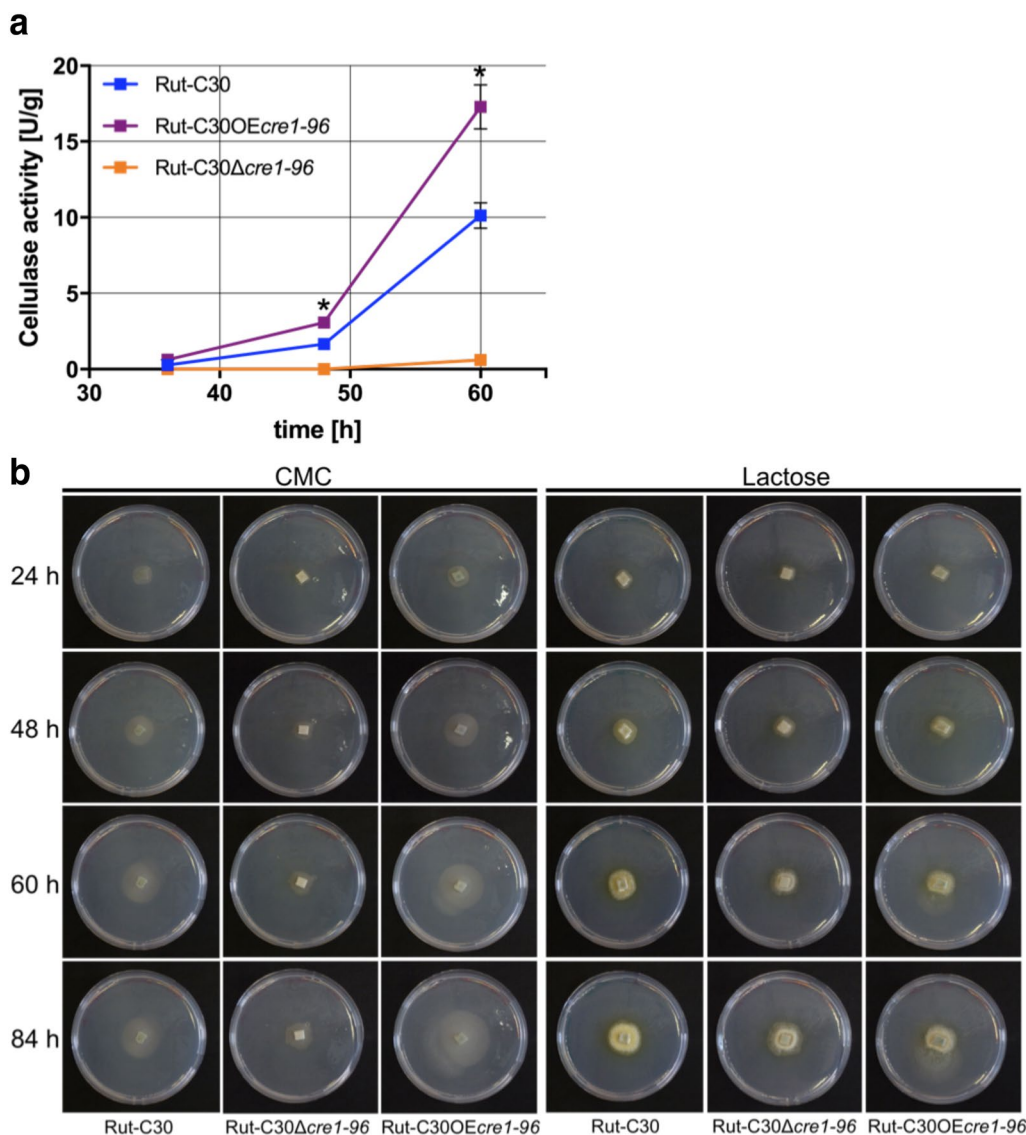 a
Cellulase activity [U/g]
20
15
10
5
0
Rut-C30
Rut-C30OEcre1-96
Rut-C30Δcre1-96
*
*
30
40
50
60
time [h]
b
CMC
Lactose
24 h
48 h
60 h
84 h
Rut-C30
Rut-C30Δcre1-96
Rut-C30OEcre1-96
Rut-C30
Rut-C30Δcre1-96
Rut-C30OEcre1-96